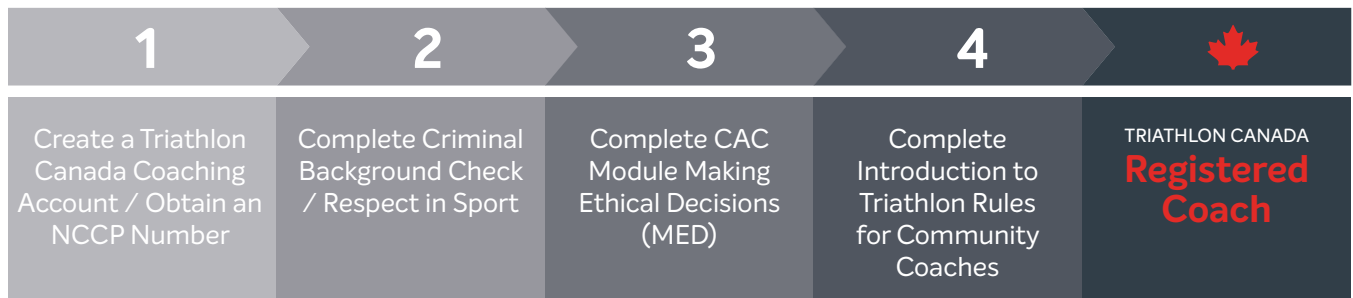 1
2
3
4
Create a Triathlon
Canada Coaching
Account / Obtain an
NCCP Number
Complete Criminal
Background Check
/ Respect in Sport
Complete CAC
Module Making
Ethical Decisions
(MED)
Complete
Introduction to
Triathlon Rules
for Community
Coaches
TRIATHLON CANADA
Registered
Coach